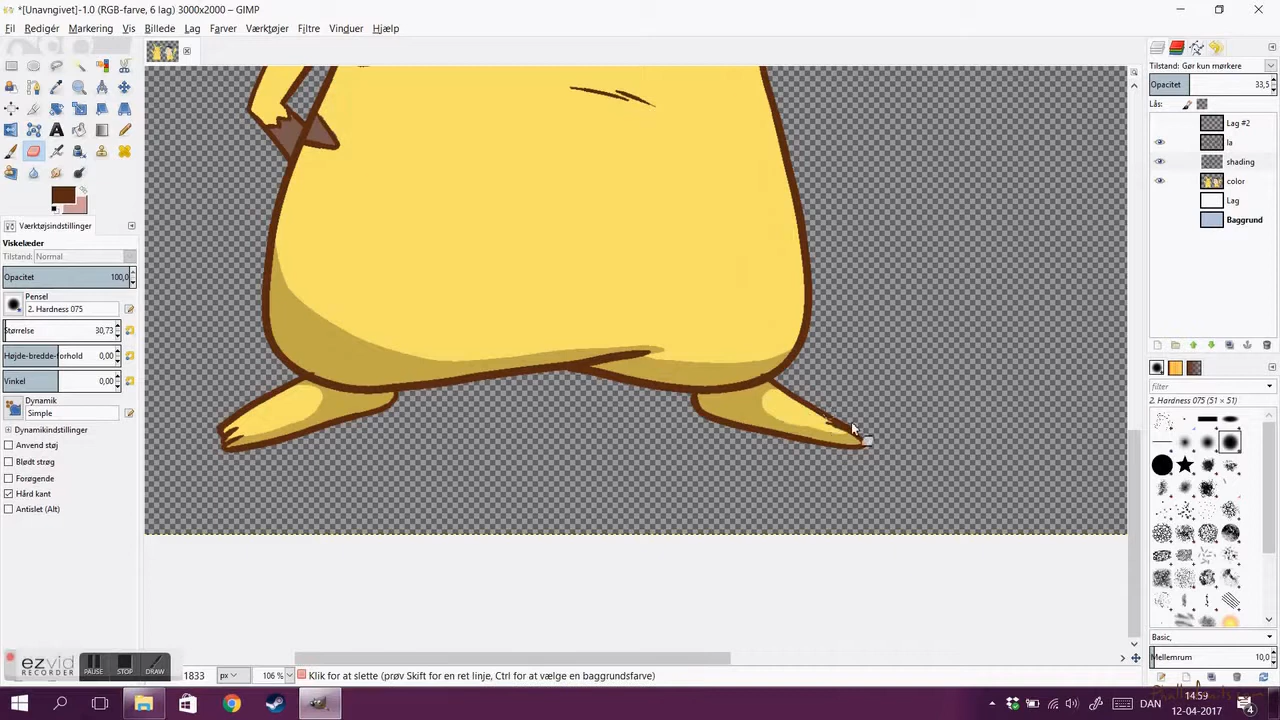 *[Unavngivet]-1.0 (RGB-farve, 6 lag) 3000x2000 – GIMP
Fil Redigér Markering Vis Billede Lag Farver Værktøjer Filtre Vinduer Hjælp
Værktøjsindstillinger
Viskelæder
Tilstand: Normal
Opacitet 100,0
Pensel
2. Hardness 075
Størrelse 30,73
Højde-bredde-forhold 0,00
Vinkel 0,00
Dynamik
Simple
Dynamikindstillinger
Anvend støj
Blødt strøg
Forøgende
Hård kant
Antislet (Alt)
Tilstand: Gør kun mørkere
Opacitet 33,5
Lås:
Lag #2
la
shading
color
Lag
Baggrund
filter
2. Hardness 075 (51 × 51)
Basic,
Mellemrum 10,0
ezvid
RECORDER
PAUSE
STOP
DRAW
1833 px 106 % Klik for at slette (prøv Skift for en ret linje, Ctrl for at vælge en baggrundsfarve)
DAN
14.59
12-04-2017
4